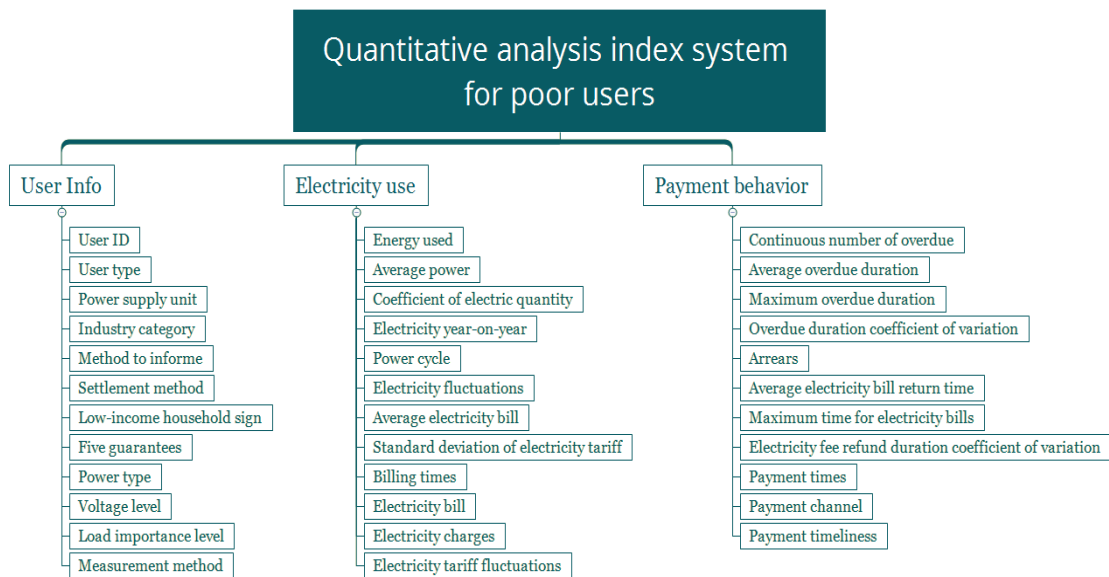 Quantitative analysis index system
for poor users
User Info
User ID
User type
Power supply unit
Industry category
Method to informe
Settlement method
Low-income household sign
Five guarantees
Power type
Voltage level
Load importance level
Measurement method
Electricity use
Energy used
Average power
Coefficient of electric quantity
Electricity year-on-year
Power cycle
Electricity fluctuations
Average electricity bill
Standard deviation of electricity tariff
Billing times
Electricity bill
Electricity charges
Electricity tariff fluctuations
Payment behavior
Continuous number of overdue
Average overdue duration
Maximum overdue duration
Overdue duration coefficient of variation
Arrears
Average electricity bill return time
Maximum time for electricity bills
Electricity fee refund duration coefficient of variation
Payment times
Payment channel
Payment timeliness